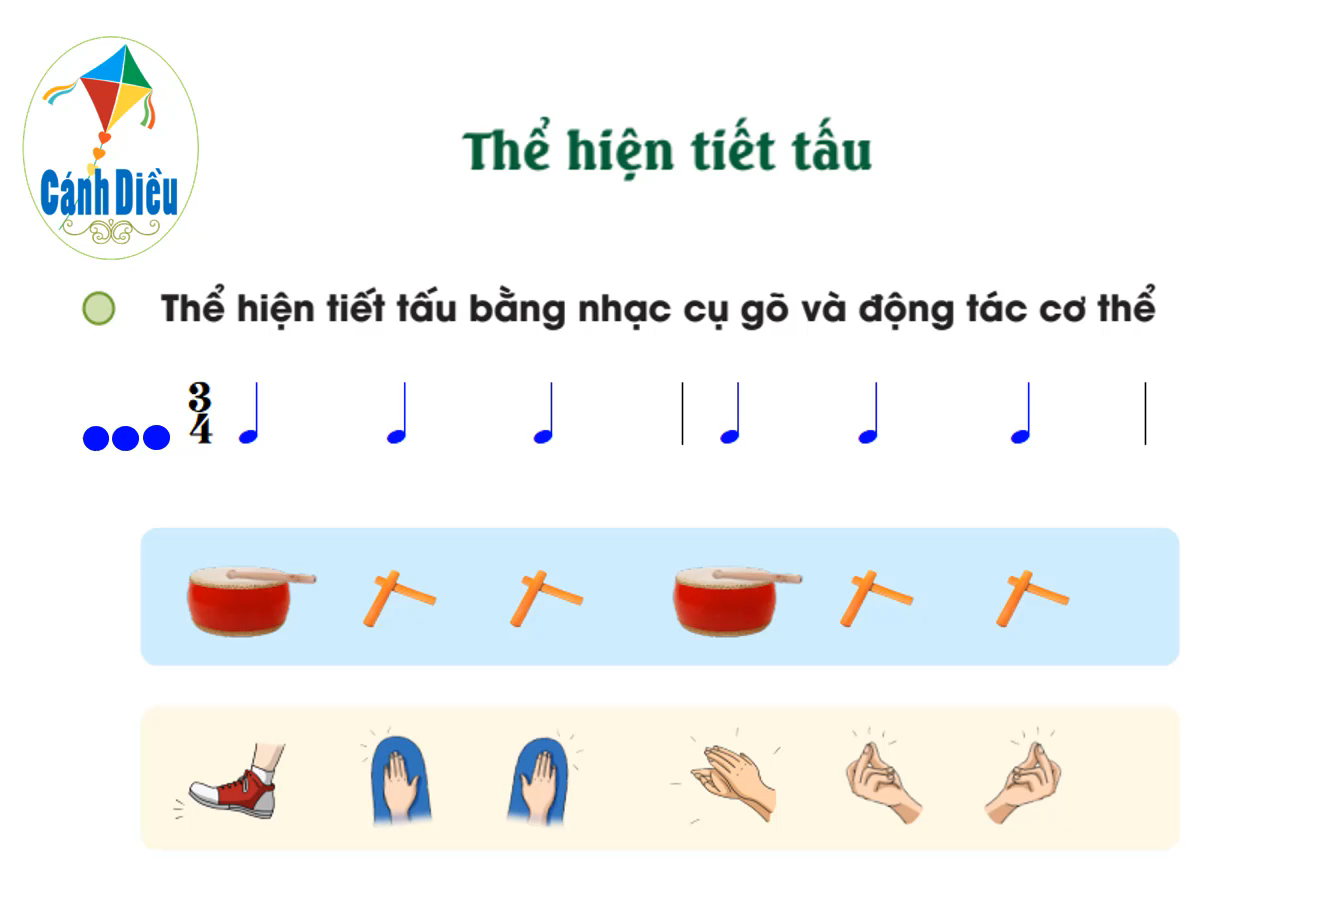 Cánh Diều
Thể hiện tiết tấu
Thể hiện tiết tấu bằng nhạc cụ gõ và động tác cơ thể
3
4